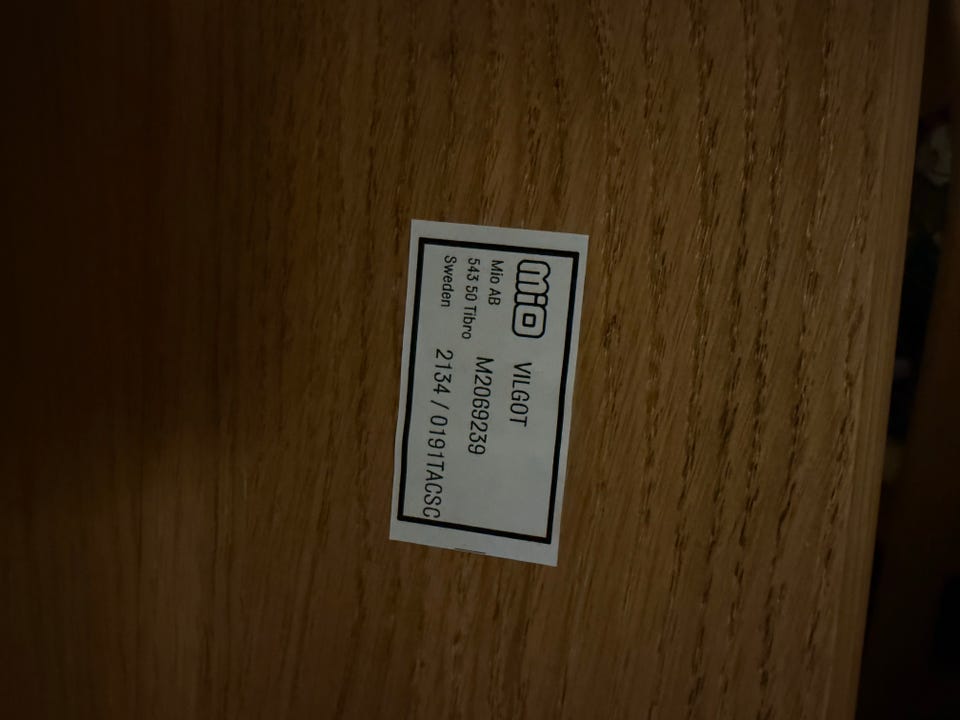 mio
VILGOT
Mio AB
M2069239
543 50 Tibro
Sweden
2134 / 0191TACSC